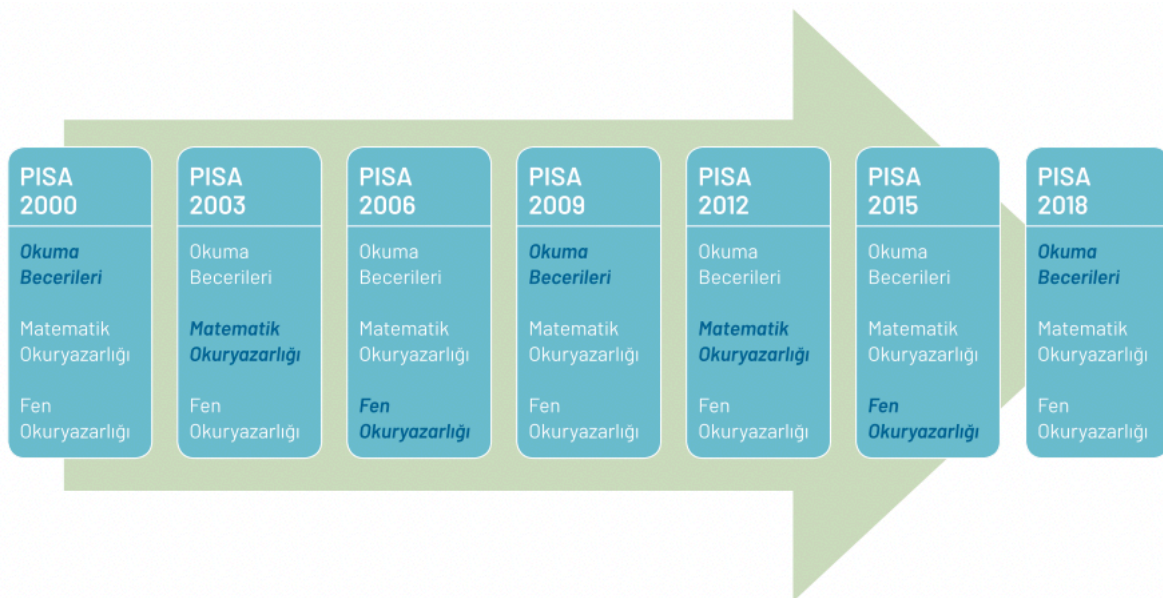 PISA
2000
Okuma
Becerileri
Matematik
Okuryazarlığı
Fen
Okuryazarlığı
PISA
2003
Okuma
Becerileri
Matematik
Okuryazarlığı
Fen
Okuryazarlığı
PISA
2006
Okuma
Becerileri
Matematik
Okuryazarlığı
Fen
Okuryazarlığı
PISA
2009
Okuma
Becerileri
Matematik
Okuryazarlığı
Fen
Okuryazarlığı
PISA
2012
Okuma
Becerileri
Matematik
Okuryazarlığı
Fen
Okuryazarlığı
PISA
2015
Okuma
Becerileri
Matematik
Okuryazarlığı
Fen
Okuryazarlığı
PISA
2018
Okuma
Becerileri
Matematik
Okuryazarlığı
Fen
Okuryazarlığı